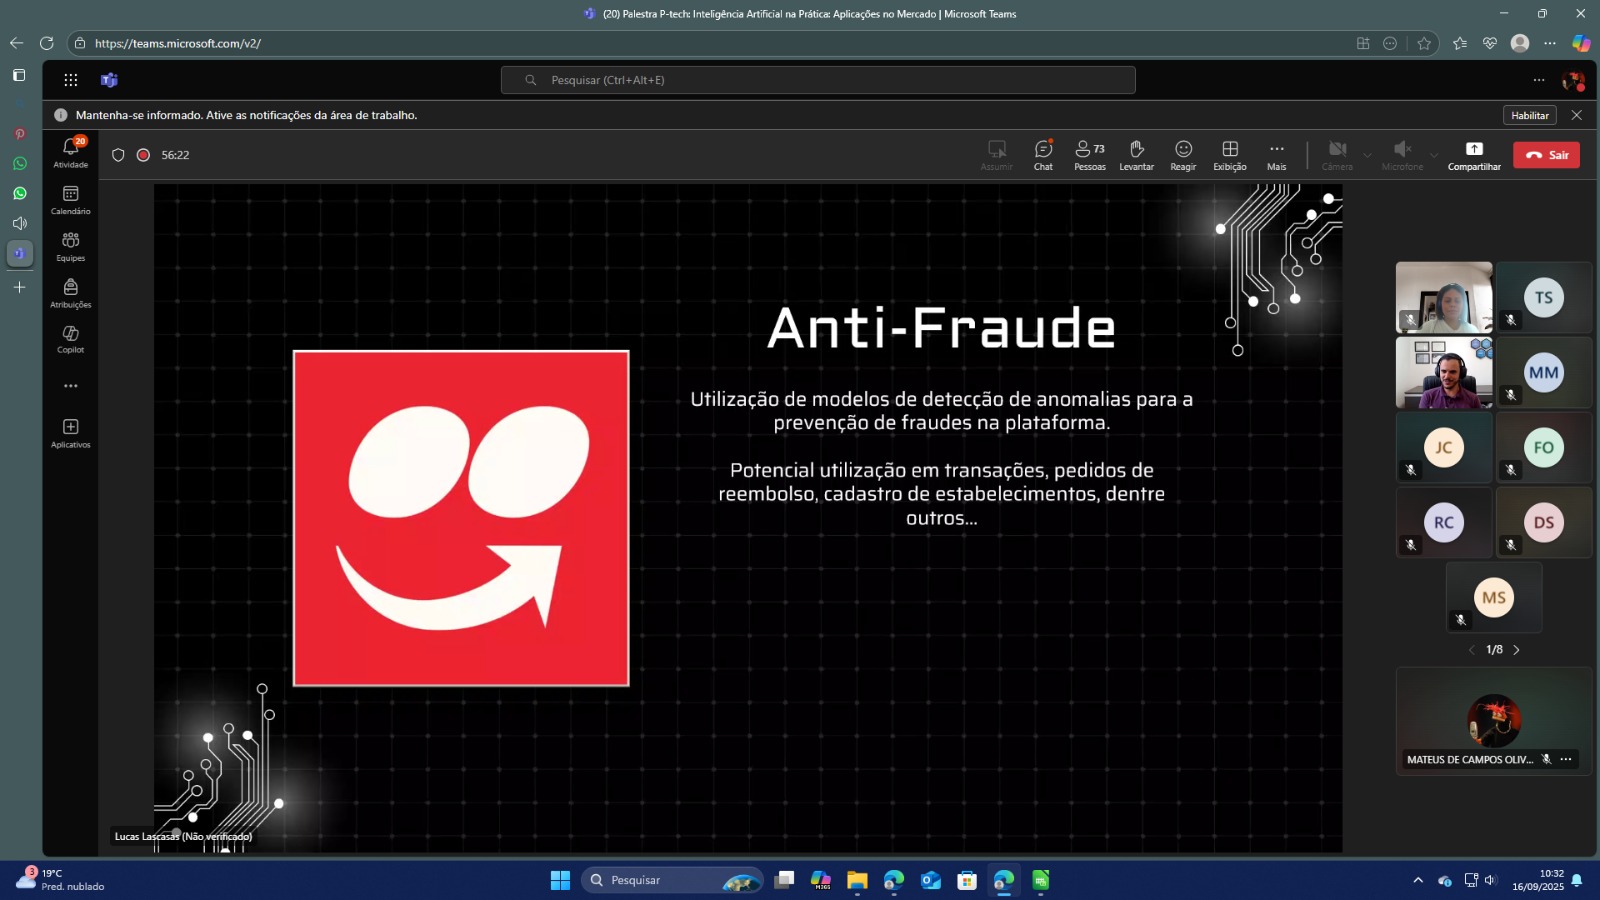 (20) Palestra P-tech: Inteligência Artificial na Prática: Aplicações no Mercado | Microsoft Teams
https://teams.microsoft.com/v2/
Pesquisar (Ctrl+Alt+E)
Mantenha-se informado. Ative as notificações da área de trabalho.
Habilitar
20
Atividade
Calendário
Equipes
Atribuições
Copilot
Aplicativos
56:22
Assumir
Chat
73
Pessoas
Levantar
Reagir
Exibição
Mais
Câmera
Microfone
Compartilhar
Sair
Anti-Fraude
Utilização de modelos de detecção de anomalias para a
prevenção de fraudes na plataforma.
Potencial utilização em transações, pedidos de
reembolso, cadastro de estabelecimentos, dentre
outros...
Lucas Lascasas (Não verificado)
TS
MM
JC
FO
RC
DS
MS
1/8
MATEUS DE CAMPOS OLIV...
3
19°C
Pred. nublado
Pesquisar
M365
10:32
16/09/2025